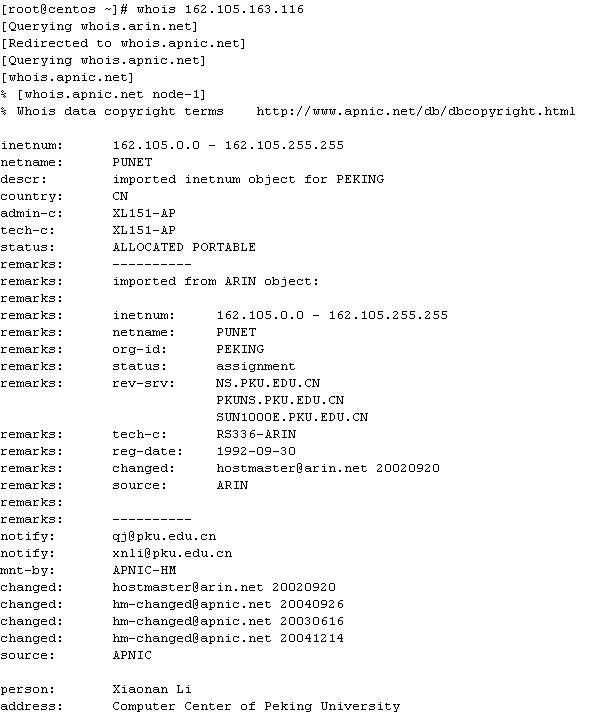 [root@centos ~]# whois 162.105.163.116
[Querying whois.arin.net]
[Redirected to whois.apnic.net]
[Querying whois.apnic.net]
[whois.apnic.net]
% [whois.apnic.net node-1]
% Whois data copyright terms    http://www.apnic.net/db/dbcopyright.html

inetnum:      162.105.0.0 - 162.105.255.255
netname:      PUNET
descr:        imported inetnum object for PEKING
country:      CN
admin-c:      XL151-AP
tech-c:       XL151-AP
status:       ALLOCATED PORTABLE
remarks:      ----------
remarks:      imported from ARIN object:
remarks:
remarks:      inetnum:     162.105.0.0 - 162.105.255.255
remarks:      netname:     PUNET
remarks:      org-id:      PEKING
remarks:      status:      assignment
remarks:      rev-srv:     NS.PKU.EDU.CN
                           PKUNS.PKU.EDU.CN
                           SUN1000E.PKU.EDU.CN
remarks:      tech-c:      RS336-ARIN
remarks:      reg-date:    1992-09-30
remarks:      changed:     hostmaster@arin.net 20020920
remarks:      source:      ARIN
remarks:
remarks:      ----------
notify:       qj@pku.edu.cn
notify:       xnli@pku.edu.cn
mnt-by:       APNIC-HM
changed:      hostmaster@arin.net 20020920
changed:      hm-changed@apnic.net 20040926
changed:      hm-changed@apnic.net 20030616
changed:      hm-changed@apnic.net 20041214
source:       APNIC

person:       Xiaonan Li
address:      Computer Center of Peking University